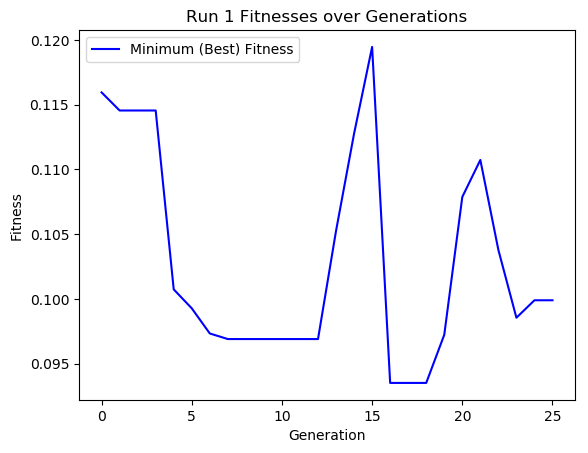 Run 1 Fitnesses over Generations
Minimum (Best) Fitness
0.120
0.115
0.110
0.105
0.100
0.095
Fitness
0 5 10 15 20 25
Generation